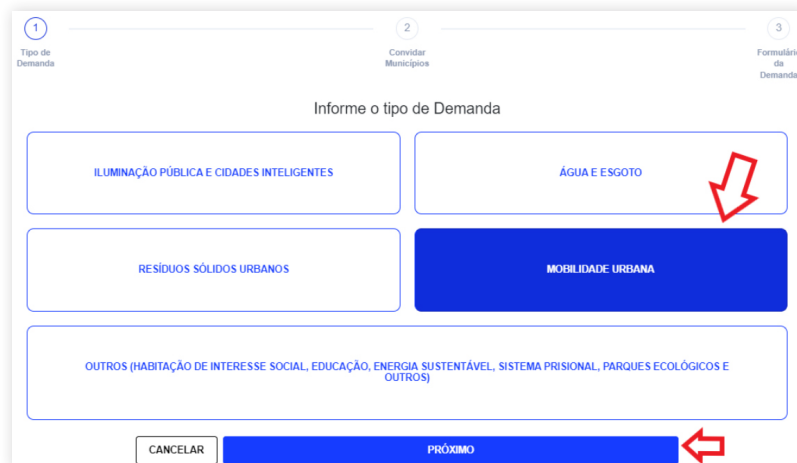 1
2
3
Tipo de
Demanda
Convidar
Municípios
Formulário
da
Demanda
Informe o tipo de Demanda
ILUMINAÇÃO PÚBLICA E CIDADES INTELIGENTES
ÁGUA E ESGOTO
RESÍDUOS SÓLIDOS URBANOS
MOBILIDADE URBANA
OUTROS (HABITAÇÃO DE INTERESSE SOCIAL, EDUCAÇÃO, ENERGIA SUSTENTÁVEL, SISTEMA PRISIONAL, PARQUES ECOLÓGICOS E
OUTROS)
CANCELAR
PRÓXIMO